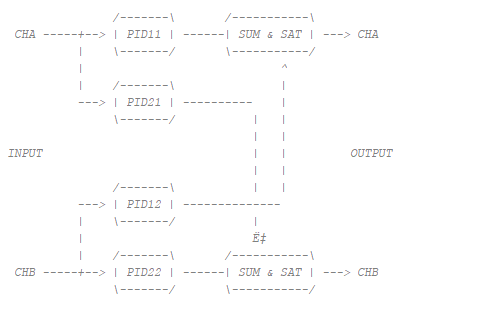 /-------\ /-----------\
CHA -----+--> | PID11 | ------| SUM & SAT | ---> CHA
| \-------/ \-----------/
| ^
| /-------\ |
---> | PID21 | ---------- |
\-------/ | |
| |
INPUT | | OUTPUT
| |
/-------\ | |
---> | PID12 | --------------
| \-------/ |
| Ë‡
| /-------\ /-----------\
CHB -----+--> | PID22 | ------| SUM & SAT | ---> CHB
\-------/ \-----------/